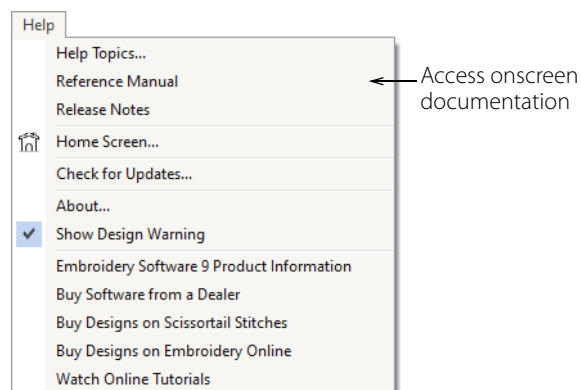 Help
Help Topics...
Reference Manual
Access onscreen
documentation
Release Notes
Home Screen...
Check for Updates...
About...
Show Design Warning
Embroidery Software 9 Product Information
Buy Software from a Dealer
Buy Designs on Scissortail Stitches
Buy Designs on Embroidery Online
Watch Online Tutorials